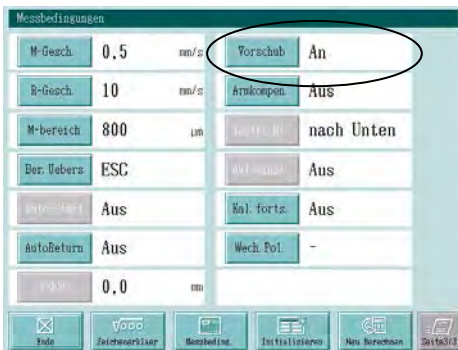 Messbedingungen
M-Gesch. 0,5 mm/s
Vorschub An
R-Gesch. 10 mm/s
Armkompen. Aus
M-bereich 800 µm
nach Unten
Ber. Uebers. ESC
Aus
Aus
Kal. forts. Aus
AutoReturn Aus
Wech. Pol. -
0,0 mm
Ende
Zeichenerklaer
Messbeding.
Initialisieren
Neu Berechnen
Seite3/3